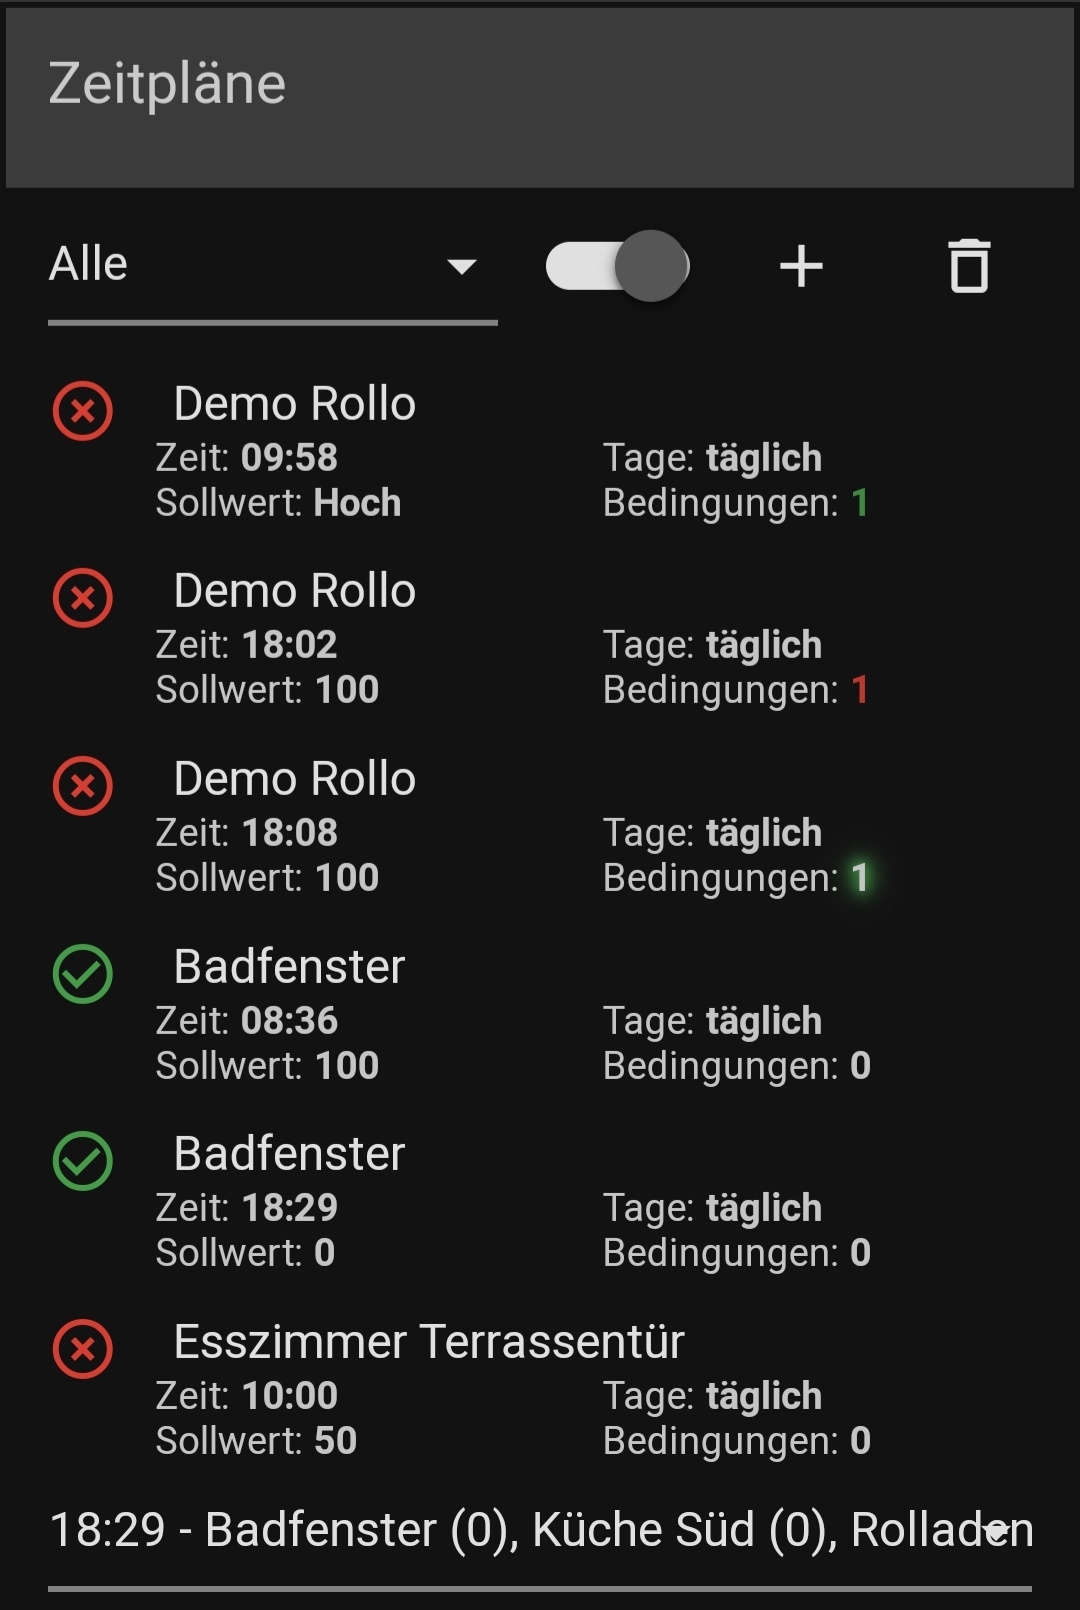 Zeitpläne
Alle
Demo Rollo
Zeit: 09:58 Tage: täglich
Sollwert: Hoch Bedingungen: 1
Demo Rollo
Zeit: 18:02 Tage: täglich
Sollwert: 100 Bedingungen: 1
Demo Rollo
Zeit: 18:08 Tage: täglich
Sollwert: 100 Bedingungen: 1
Badfenster
Zeit: 08:36 Tage: täglich
Sollwert: 100 Bedingungen: 0
Badfenster
Zeit: 18:29 Tage: täglich
Sollwert: 0 Bedingungen: 0
Esszimmer Terrassentür
Zeit: 10:00 Tage: täglich
Sollwert: 50 Bedingungen: 0
18:29 - Badfenster (0), Küche Süd (0), Rolladen